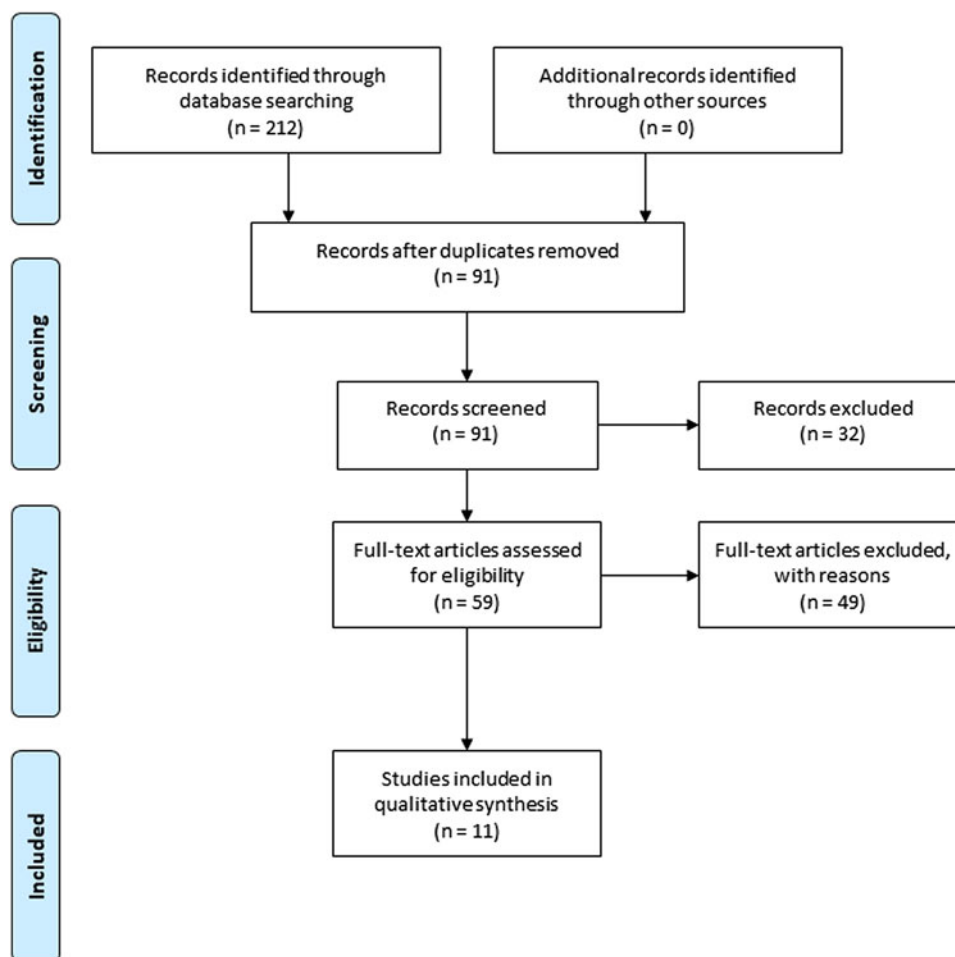 Identification
Records identified through
database searching
(n = 212)
Additional records identified
through other sources
(n = 0)
Records after duplicates removed
(n = 91)
Screening
Records screened
(n = 91)
Records excluded
(n = 32)
Eligibility
Full-text articles assessed
for eligibility
(n = 59)
Full-text articles excluded,
with reasons
(n = 49)
Included
Studies included in
qualitative synthesis
(n = 11)